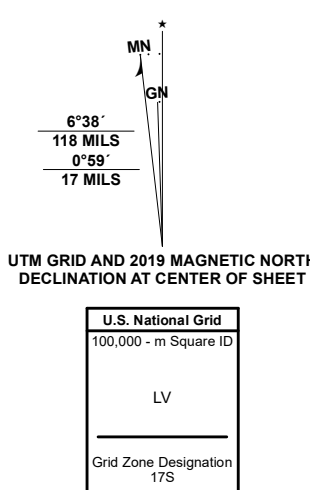 MN
GN
6°38´
118 MILS
0°59´
17 MILS
UTM GRID AND 2019 MAGNETIC NORTH
DECLINATION AT CENTER OF SHEET
U.S. National Grid
100,000 - m Square ID
LV
Grid Zone Designation
17S